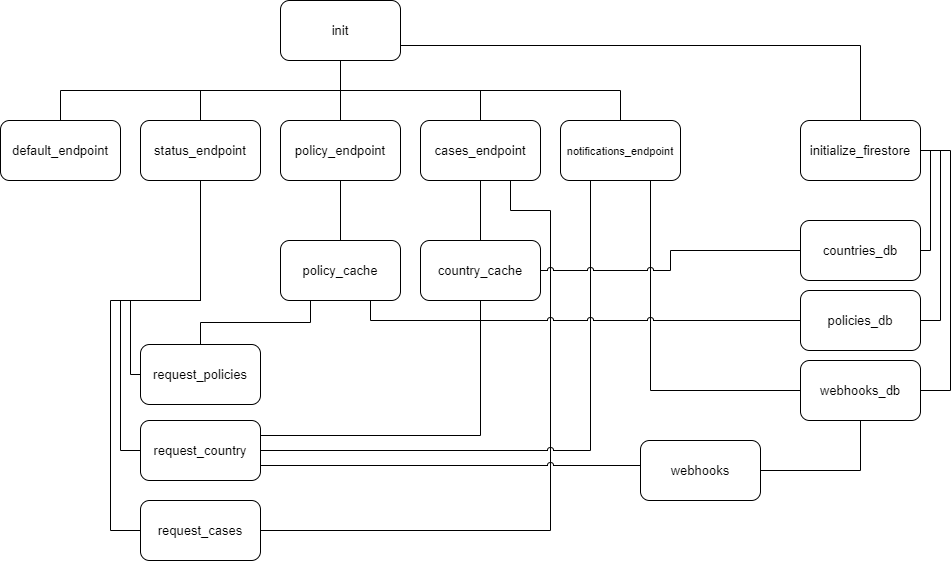 init
default_endpoint
status_endpoint
policy_endpoint
cases_endpoint
notifications_endpoint
initialize_firestore
policy_cache
country_cache
countries_db
policies_db
request_policies
webhooks_db
request_country
webhooks
request_cases